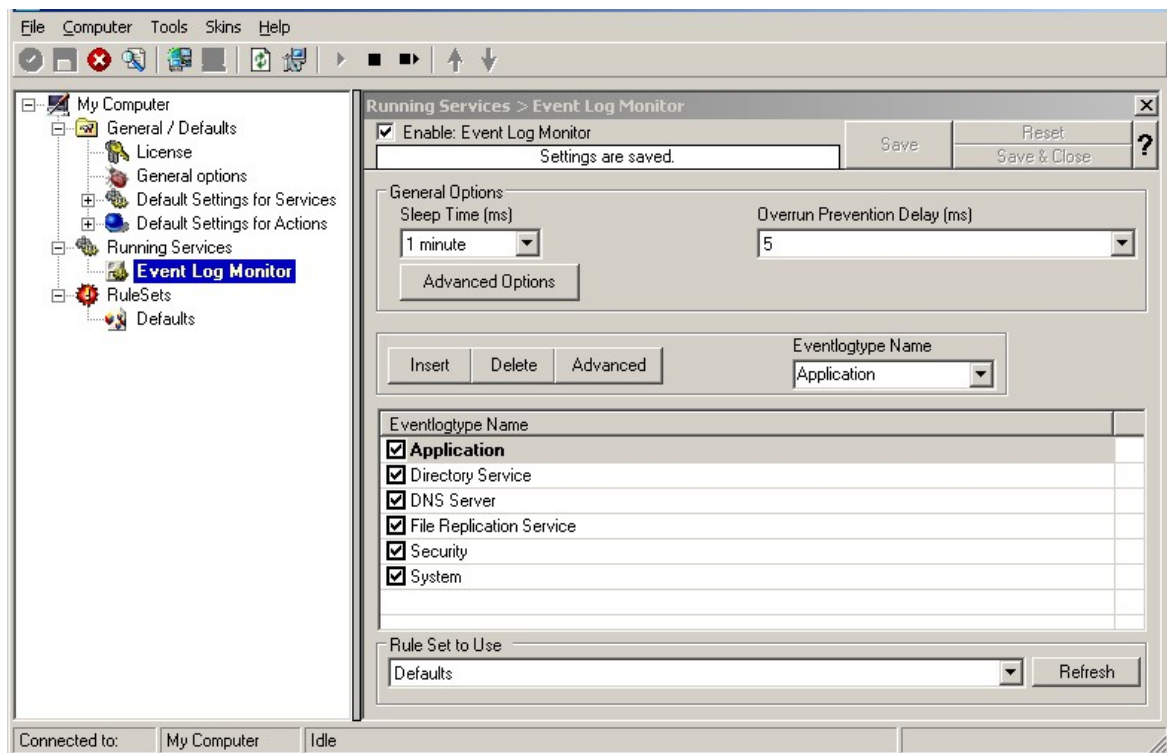 File Computer Tools Skins Help
My Computer
General / Defaults
License
General options
Default Settings for Services
Default Settings for Actions
Running Services
Event Log Monitor
RuleSets
Defaults
Running Services > Event Log Monitor
Enable: Event Log Monitor
Settings are saved.
Save
Reset
Save & Close
?
General Options
Sleep Time (ms)
Overrun Prevention Delay (ms)
1 minute
5
Advanced Options
Insert
Delete
Advanced
Eventlogtype Name
Application
Eventlogtype Name
Application
Directory Service
DNS Server
File Replication Service
Security
System
Rule Set to Use
Defaults
Refresh
Connected to: My Computer Idle